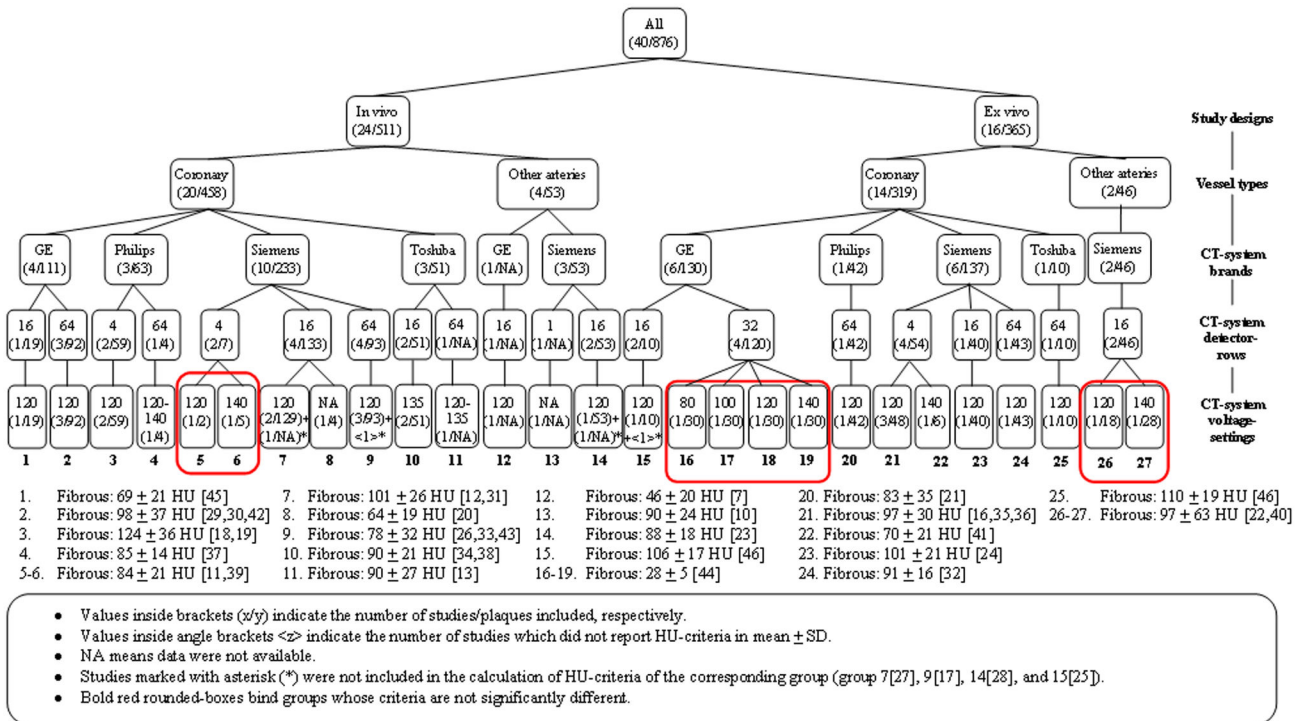 All
(40/876)
In vivo
(24/511)
Ex vivo
(16/365)
Study designs
Coronary
(20/458)
Other arteries
(4/53)
Coronary
(14/319)
Other arteries
(2/46)
Vessel types
GE
(4/111)
Philips
(3/63)
Siemens
(10/233)
Toshiba
(3/51)
GE
(1/NA)
Siemens
(3/53)
GE
(6/130)
Philips
(1/42)
Siemens
(6/137)
Toshiba
(1/10)
Siemens
(2/46)
CT-system
brands
16
(1/19)
64
(3/92)
4
(2/59)
64
(1/4)
4
(2/7)
16
(4/133)
64
(4/93)
16
(2/51)
64
(1/NA)
16
(1/NA)
1
(1/NA)
16
(2/53)
16
(2/10)
32
(4/120)
64
(1/42)
4
(4/54)
16
(1/40)
64
(1/43)
64
(1/10)
16
(2/46)
CT-system
detector-
rows
120
(1/19)
120
(3/92)
120
(2/59)
120-
140
(1/4)
120
(1/2)
140
(1/5)
120
(2/129)+
(1/NA)*
NA
(1/4)
120
(3/93)+
<1>*
135
(2/51)
120-
135
(1/NA)
120
(1/NA)
NA
(1/NA)
120
(1/53)+
(1/NA)*
120
(1/10)
+<1>*
80
(1/30)
100
(1/30)
120
(1/30)
140
(1/30)
120
(1/42)
120
(3/48)
140
(1/6)
120
(1/40)
120
(1/43)
120
(1/10)
120
(1/18)
140
(1/28)
CT-system
voltage-
settings
1 2 3 4 5 6 7 8 9 10 11 12 13 14 15 16 17 18 19 20 21 22 23 24 25 26 27
1. Fibrous: 69 ± 21 HU [45]
2. Fibrous: 98 ± 37 HU [29,30,42]
3. Fibrous: 124 ± 36 HU [18,19]
4. Fibrous: 85 ± 14 HU [37]
5-6. Fibrous: 84 ± 21 HU [11,39]
7. Fibrous: 101 ± 26 HU [12,31]
8. Fibrous: 64 ± 19 HU [20]
9. Fibrous: 78 ± 32 HU [26,33,43]
10. Fibrous: 90 ± 21 HU [34,38]
11. Fibrous: 90 ± 27 HU [13]
12. Fibrous: 46 ± 20 HU [7]
13. Fibrous: 90 ± 24 HU [10]
14. Fibrous: 88 ± 18 HU [23]
15. Fibrous: 106 ± 17 HU [46]
16-19. Fibrous: 28 ± 5 [44]
20. Fibrous: 83 ± 35 [21]
21. Fibrous: 97 ± 30 HU [16,35,36]
22. Fibrous: 70 ± 21 HU [41]
23. Fibrous: 101 ± 21 HU [24]
24. Fibrous: 91 ± 16 [32]
25. Fibrous: 110 ± 19 HU [46]
26-27. Fibrous: 97 ± 63 HU [22,40]
• Values inside brackets (x/y) indicate the number of studies/plaques included, respectively.
• Values inside angle brackets <z> indicate the number of studies which did not report HU-criteria in mean ± SD.
• NA means data were not available.
• Studies marked with asterisk (*) were not included in the calculation of HU-criteria of the corresponding group (group 7[27], 9[17], 14[28], and 15[25]).
• Bold red rounded-boxes bind groups whose criteria are not significantly different.